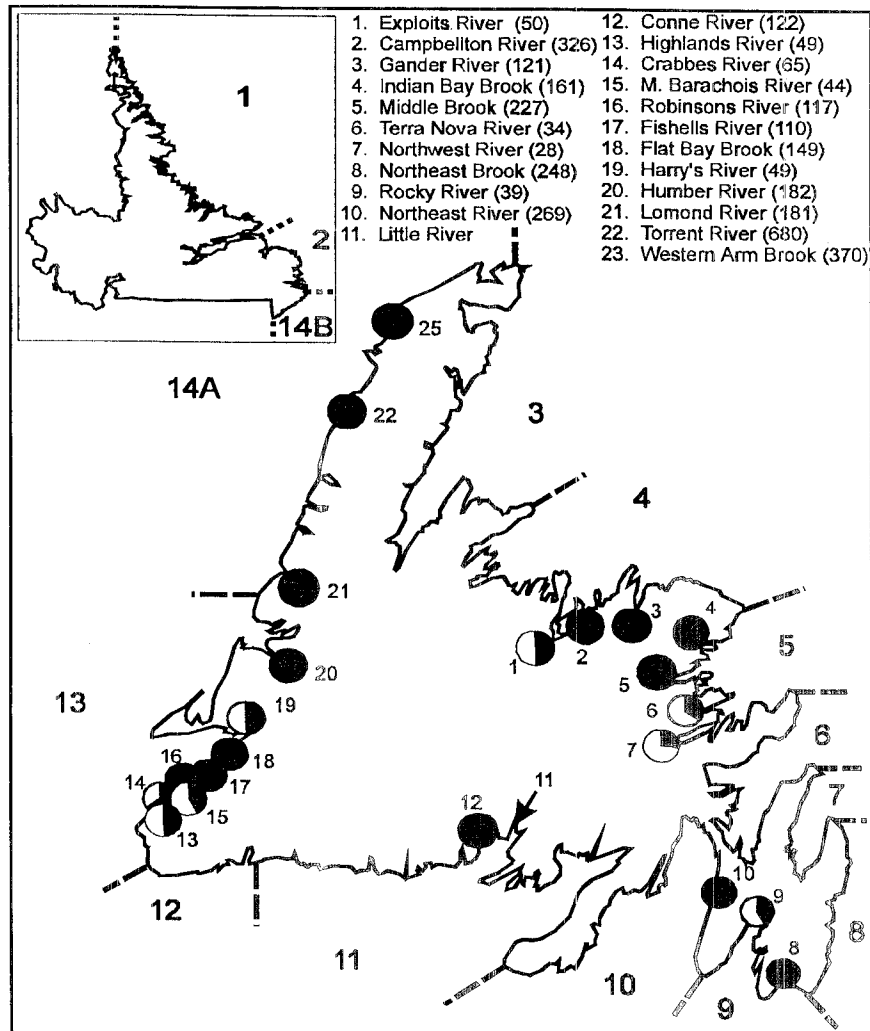 1. Exploits River (50)
2. Campbellton River (326)
3. Gander River (121)
4. Indian Bay Brook (161)
5. Middle Brook (227)
6. Terra Nova River (34)
7. Northwest River (28)
8. Northeast Brook (248)
9. Rocky River (39)
10. Northeast River (269)
11. Little River
12. Conne River (122)
13. Highlands River (49)
14. Crabbes River (65)
15. M. Barachois River (44)
16. Robinsons River (117)
17. Fishells River (110)
18. Flat Bay Brook (149)
19. Harry's River (49)
20. Humber River (182)
21. Lomond River (181)
22. Torrent River (680)
23. Western Arm Brook (370)
1
2
14B
14A
25
22
3
4
21
3
4
2
1
5
5
20
13
19
6
6
7
18
16
17
7
14
15
11
12
13
10
9
12
8
8
11
10
9